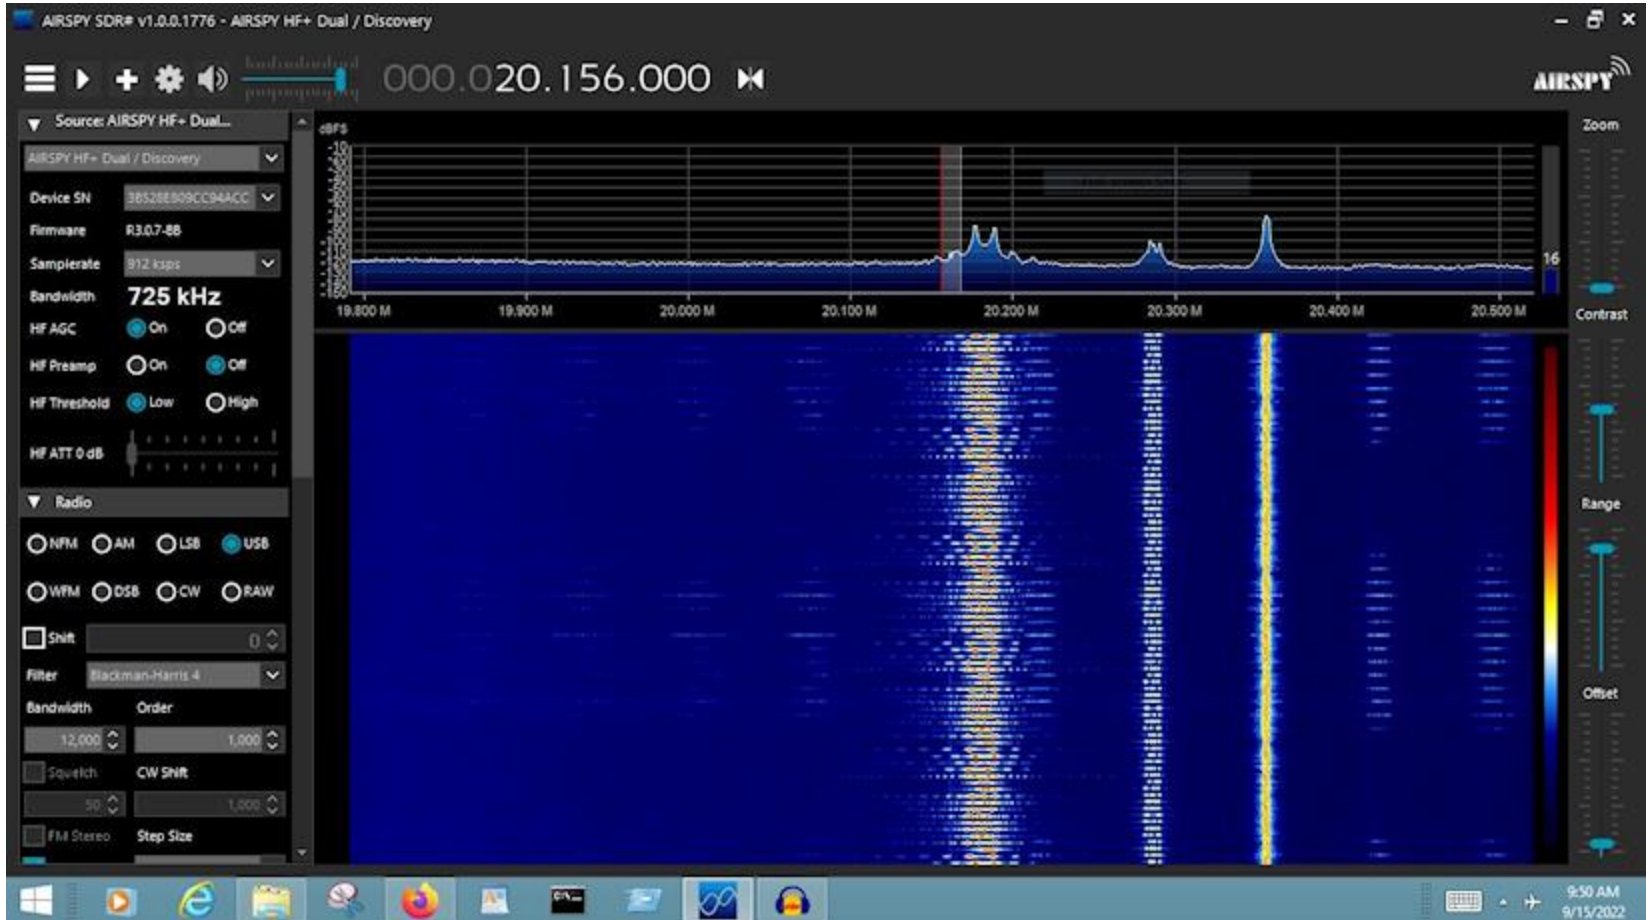 AIRSPY SDR# v1.0.0.1776 - AIRSPY HF+ Dual / Discovery
000.020.156.000
AIRSPY
Source: AIRSPY HF+ Dual...
AIRSPY HF+ Dual / Discovery
Device SN
Firmware R3.0.7-BB
Samplerate 912 ksps
Bandwidth 725 kHz
HF AGC On Off
HF Preamp On Off
HF Threshold Low High
HF ATT 0 dB
Radio
NFM AM LSB USB
WFM DSB CW RAW
Shift 0
Filter Blackman-Harris 4
Bandwidth Order
12,000 1,000
Squelch CW Shift
50 1,000
FM Stereo Step Size
dBFS
16
19.800 M 19.900 M 20.000 M 20.100 M 20.200 M 20.300 M 20.400 M 20.500 M
Zoom
Contrast
Range
Offset
9:50 AM
9/15/2022